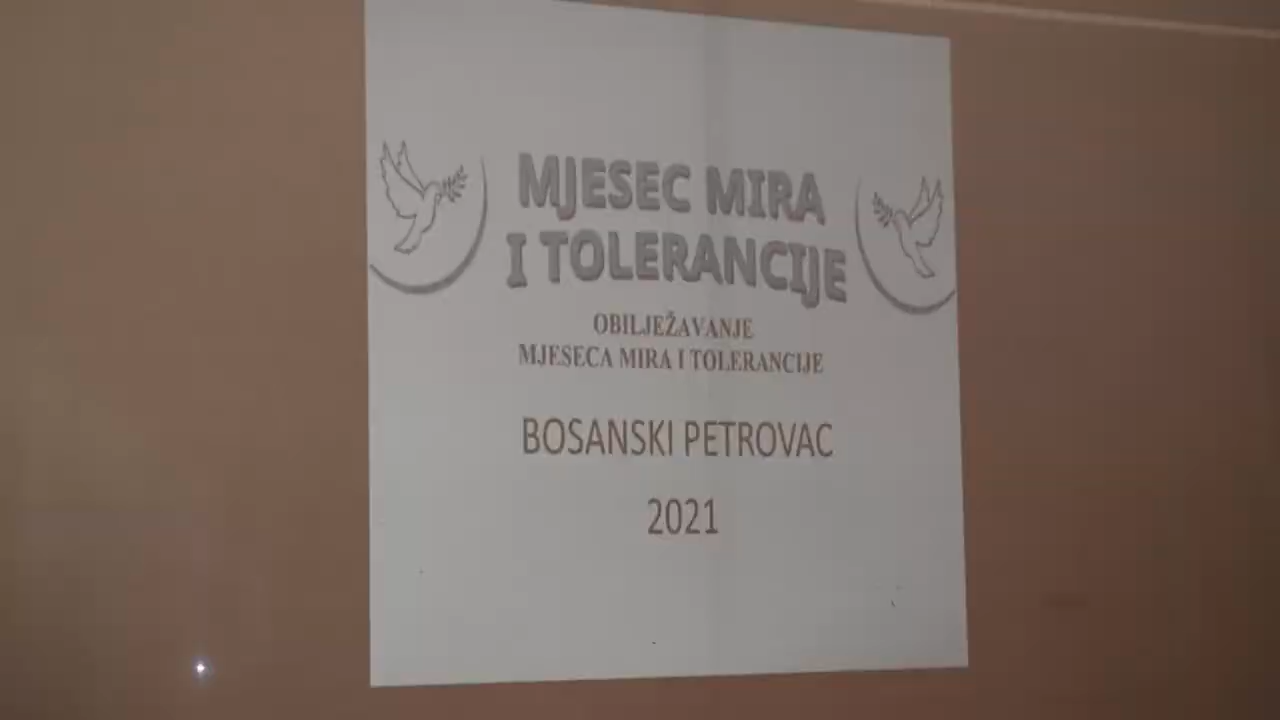 MJESEC MIRA
I TOLERANCIJE
OBILJEŽAVANJE
MJESECA MIRA I TOLERANCIJE
BOSANSKI PETROVAC
2021